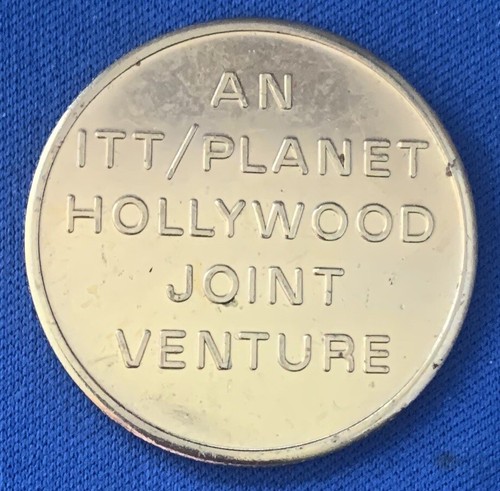 AN
ITT/PLANET
HOLLYWOOD
JOINT
VENTURE